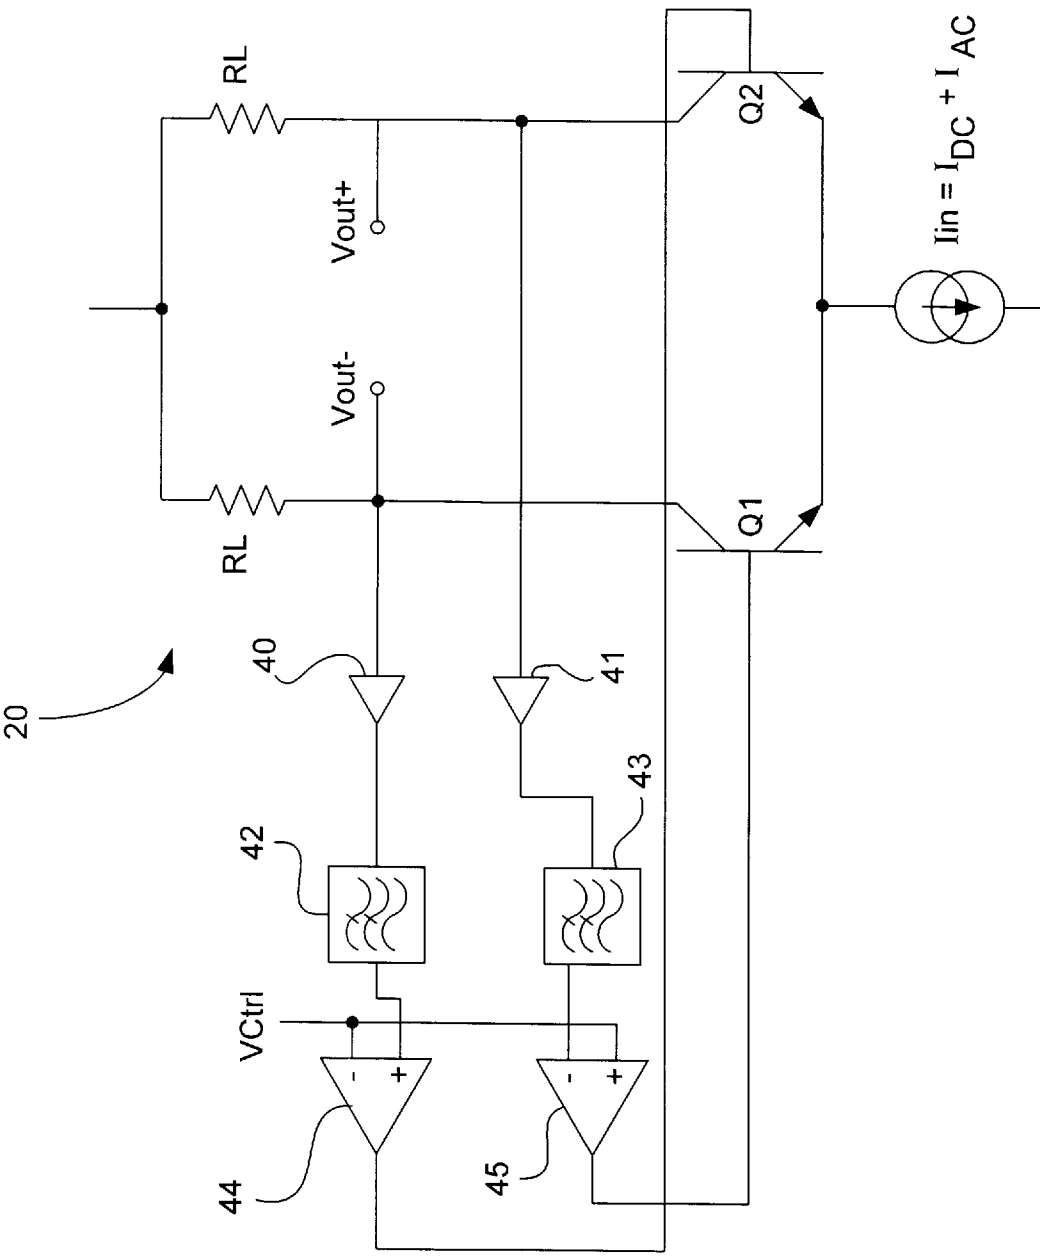 20
RL
RL
Vout-
Vout+
40
41
42
43
VCtrl
-
+
-
+
44
45
Q1
Q2
Iin = IDC + IAC